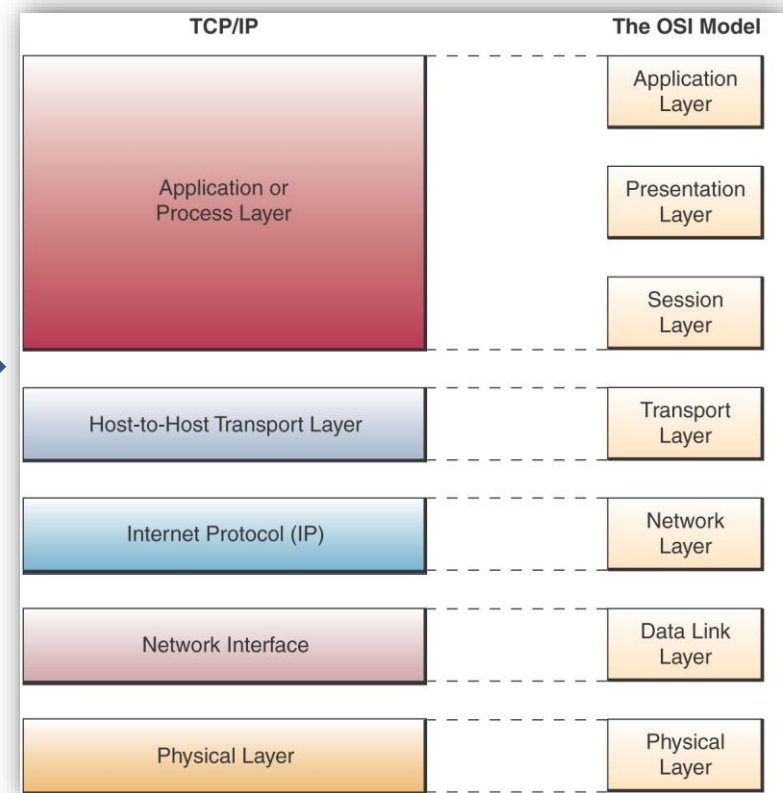 TCP/IP
Application or
Process Layer
Host-to-Host Transport Layer
Internet Protocol (IP)
Network Interface
Physical Layer
The OSI Model
Application
Layer
Presentation
Layer
Session
Layer
Transport
Layer
Network
Layer
Data Link
Layer
Physical
Layer